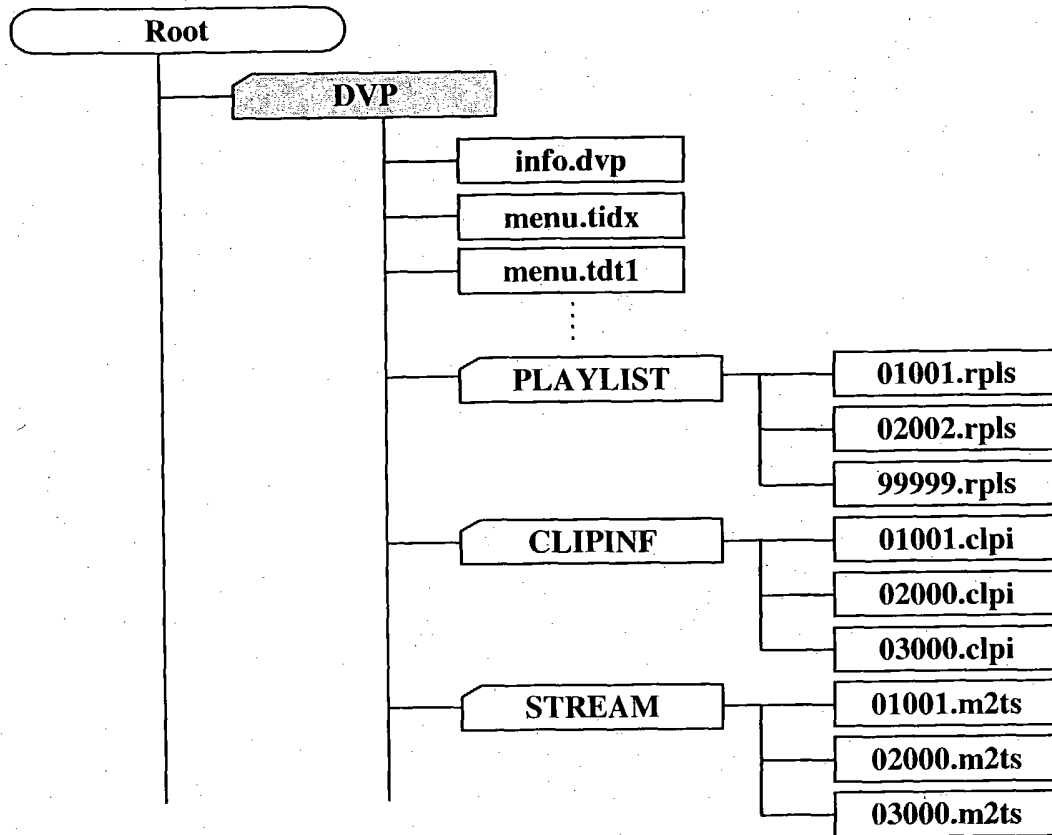 Root
DVP
info.dvp
menu.tidx
menu.tdt1
PLAYLIST
01001.rpls
02002.rpls
99999.rpls
CLIPINF
01001.clpi
02000.clpi
03000.clpi
STREAM
01001.m2ts
02000.m2ts
03000.m2ts